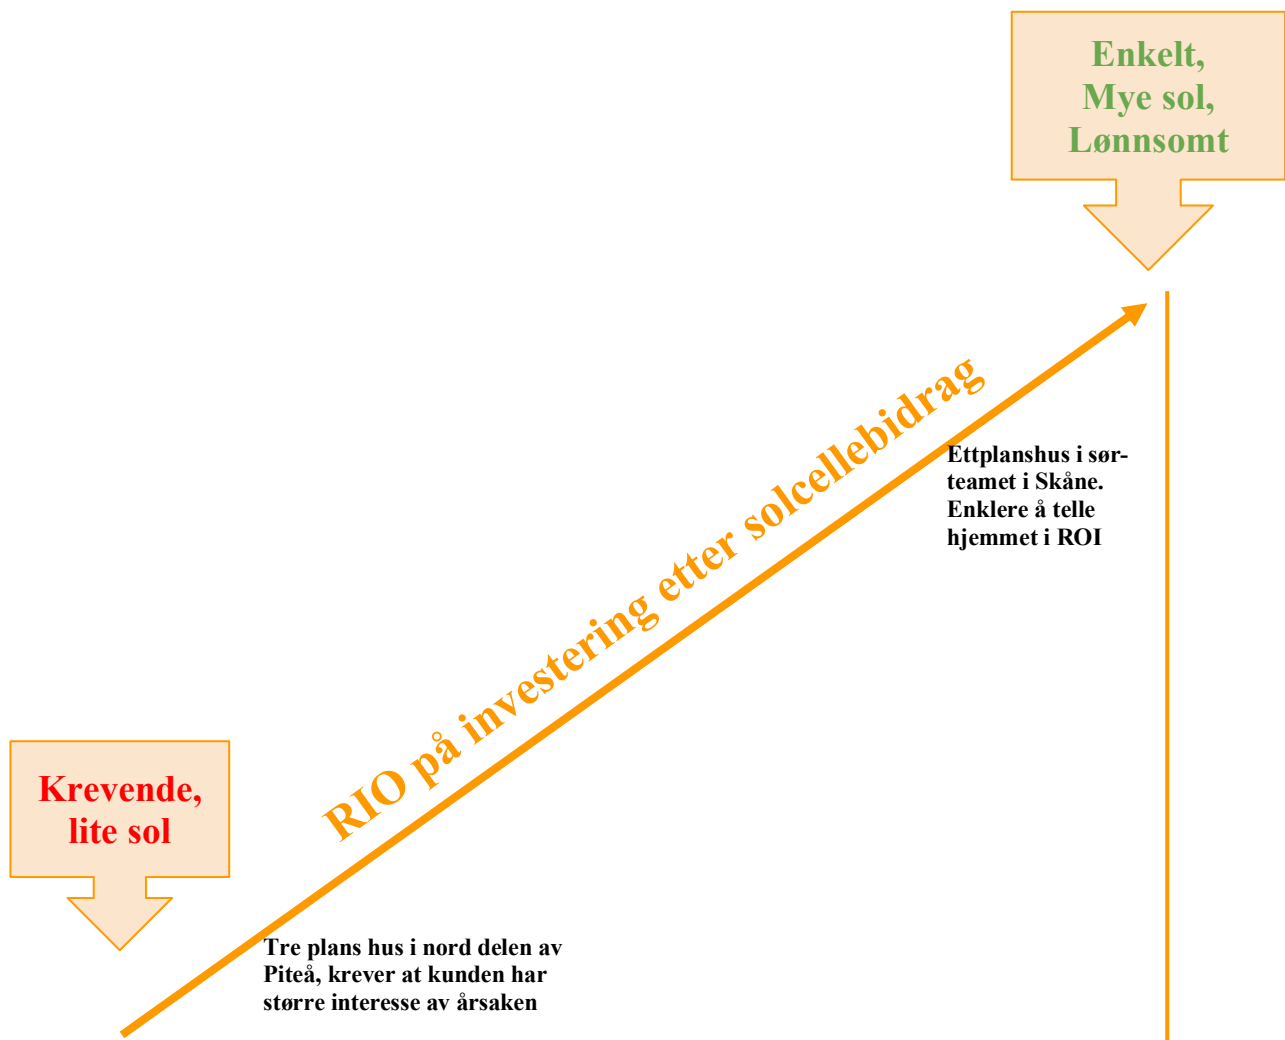 Enkelt,
Mye sol,
Lønnsomt
RIO på investering etter solcellebidrag
Ettplanshus i sør-
teamet i Skåne.
Enklere å telle
hjemmet i ROI
Krevende,
lite sol
Tre plans hus i nord delen av
Piteå, krever at kunden har
større interesse av årsaken